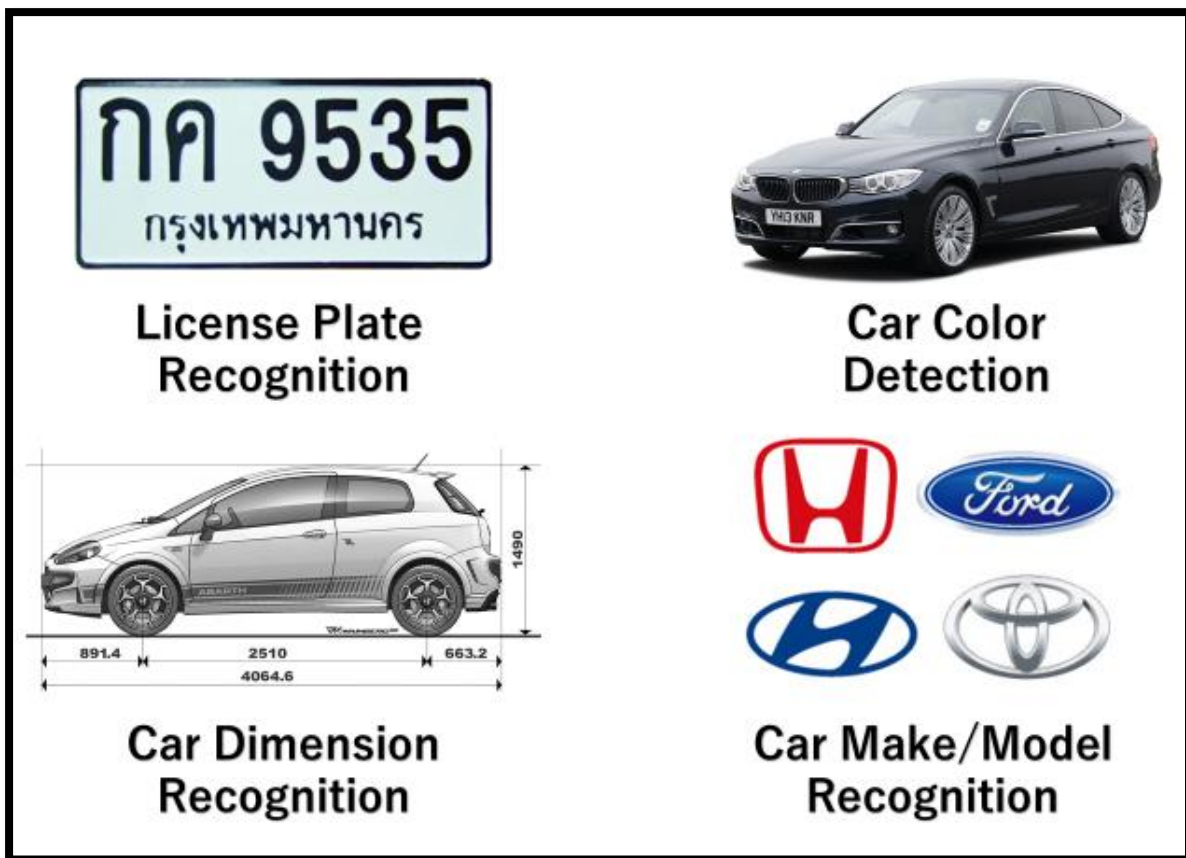 กค 9535
กรุงเทพมหานคร
License Plate
Recognition
YH13 KNR
Car Color
Detection
ABARTH
1490
891.4
2510
663.2
4064.6
Car Dimension
Recognition
Ford
Car Make/Model
Recognition